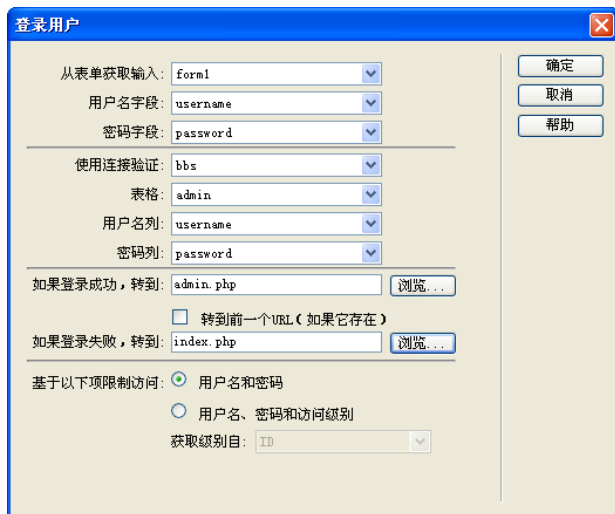 登录用户
从表单获取输入: form1
用户名字段: username
密码字段: password
使用连接验证: bbs
表格: admin
用户名列: username
密码列: password
如果登录成功，转到: admin.php 浏览...
转到前一个URL(如果它存在)
如果登录失败，转到: index.php 浏览...
基于以下项限制访问: 用户名和密码
用户名、密码和访问级别
获取级别自: ID
确定
取消
帮助